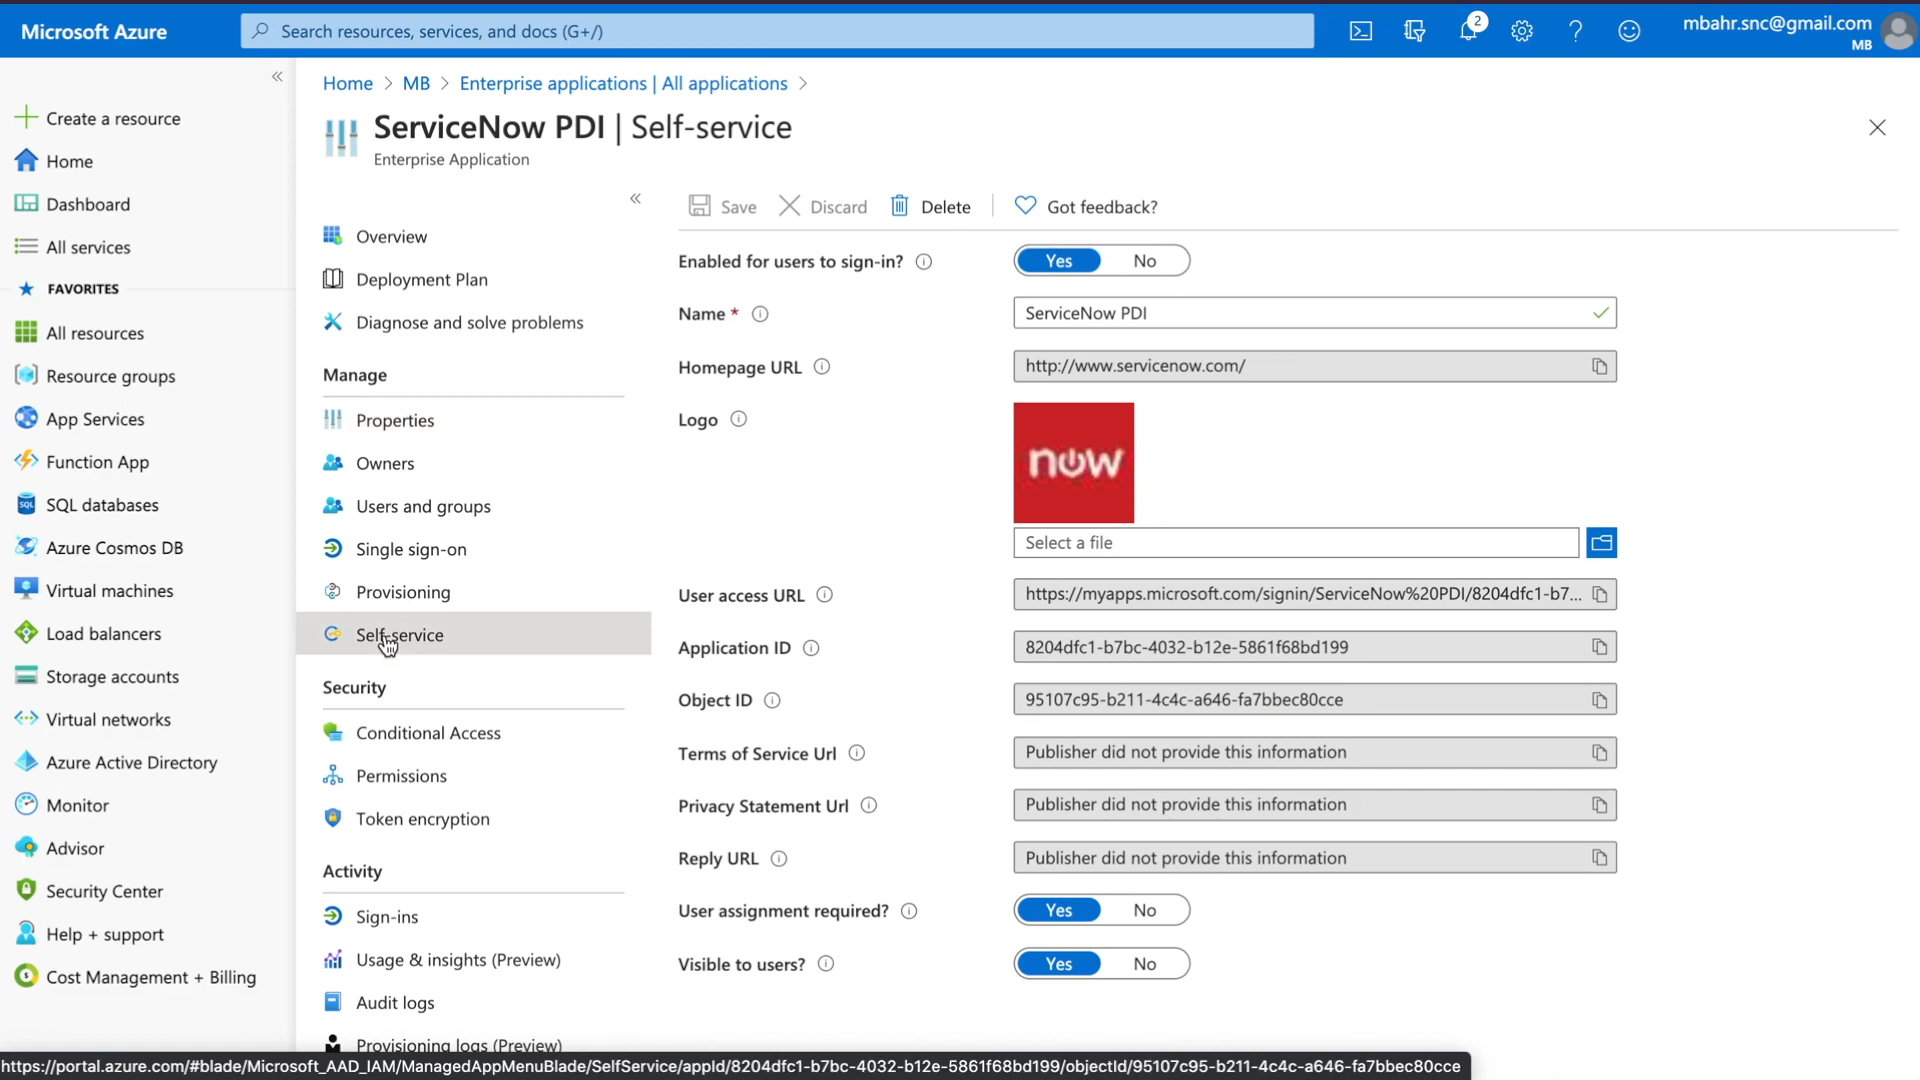 Microsoft Azure
Search resources, services, and docs (G+/)
2
mbahr.snc@gmail.com
MB
Create a resource
Home
Dashboard
All services
FAVORITES
All resources
Resource groups
App Services
Function App
SQL databases
Azure Cosmos DB
Virtual machines
Load balancers
Storage accounts
Virtual networks
Azure Active Directory
Monitor
Advisor
Security Center
Help + support
Cost Management + Billing
Home > MB > Enterprise applications | All applications >
ServiceNow PDI | Self-service
Enterprise Application
Overview
Deployment Plan
Diagnose and solve problems
Manage
Properties
Owners
Users and groups
Single sign-on
Provisioning
Self-service
Security
Conditional Access
Permissions
Token encryption
Activity
Sign-ins
Usage & insights (Preview)
Audit logs
Provisioning logs (Preview)
Save Discard Delete Got feedback?
Enabled for users to sign-in? Yes No
Name * ServiceNow PDI
Homepage URL http://www.servicenow.com/
Logo
now
Select a file
User access URL https://myapps.microsoft.com/signin/ServiceNow%20PDI/8204dfc1-b7...
Application ID 8204dfc1-b7bc-4032-b12e-5861f68bd199
Object ID 95107c95-b211-4c4c-a646-fa7bbec80cce
Terms of Service Url Publisher did not provide this information
Privacy Statement Url Publisher did not provide this information
Reply URL Publisher did not provide this information
User assignment required? Yes No
Visible to users? Yes No
https://portal.azure.com/#blade/Microsoft_AAD_IAM/ManagedAppMenuBlade/SelfService/appId/8204dfc1-b7bc-4032-b12e-5861f68bd199/objectId/95107c95-b211-4c4c-a646-fa7bbec80cce